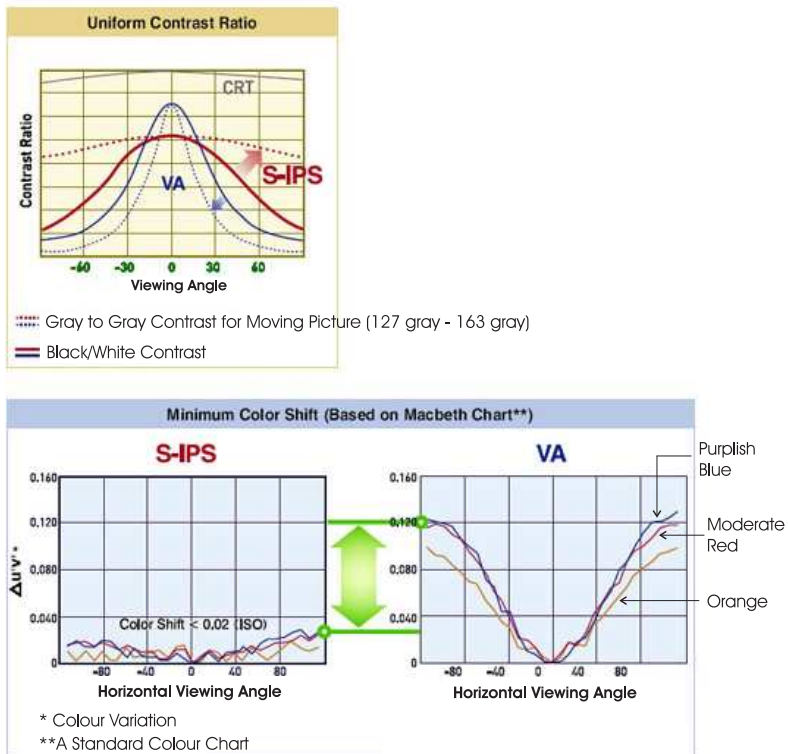 Uniform Contrast Ratio
CRT
Contrast Ratio
VA
S-IPS
-60 -30 0 30 60
Viewing Angle
Gray to Gray Contrast for Moving Picture (127 gray - 163 gray)
Black/White Contrast
Minimum Color Shift (Based on Macbeth Chart**)
S-IPS
0.160
0.120
0.080
0.040
0
Δu'v'*
Color Shift < 0.02 (ISO)
-80 -40 0 40 80
Horizontal Viewing Angle
VA
0.160
0.120
0.080
0.040
0
-80 -40 0 40 80
Horizontal Viewing Angle
Purplish
Blue
Moderate
Red
Orange
* Colour Variation
**A Standard Colour Chart